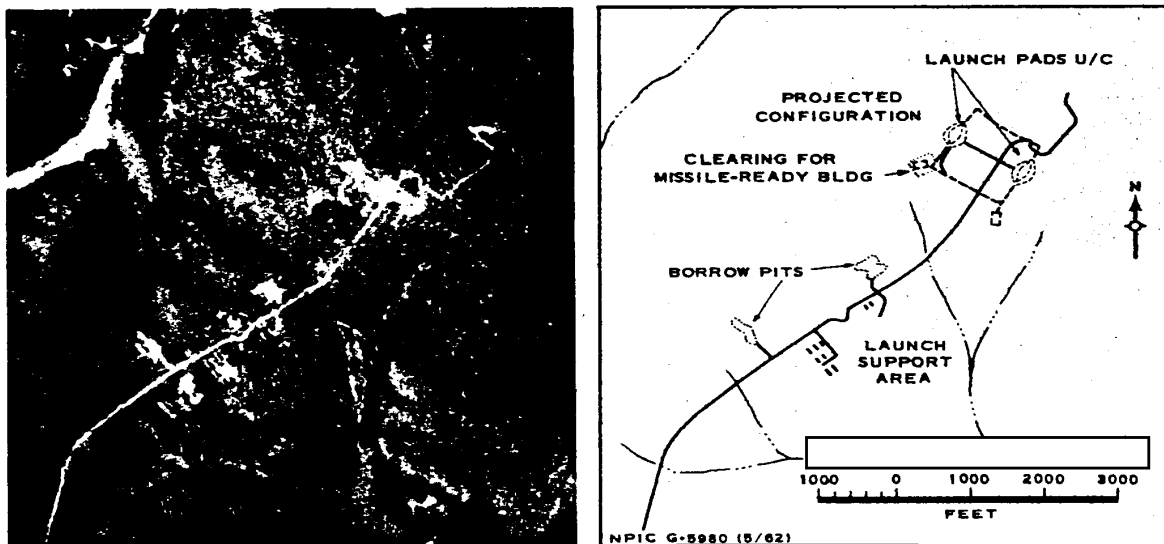 LAUNCH PADS U/C
PROJECTED
CONFIGURATION
CLEARING FOR
MISSILE-READY BLDG
N
BORROW PITS
LAUNCH
SUPPORT
AREA
1000 0 1000 2000 3000
FEET
NPIC G-5980 (5/62)